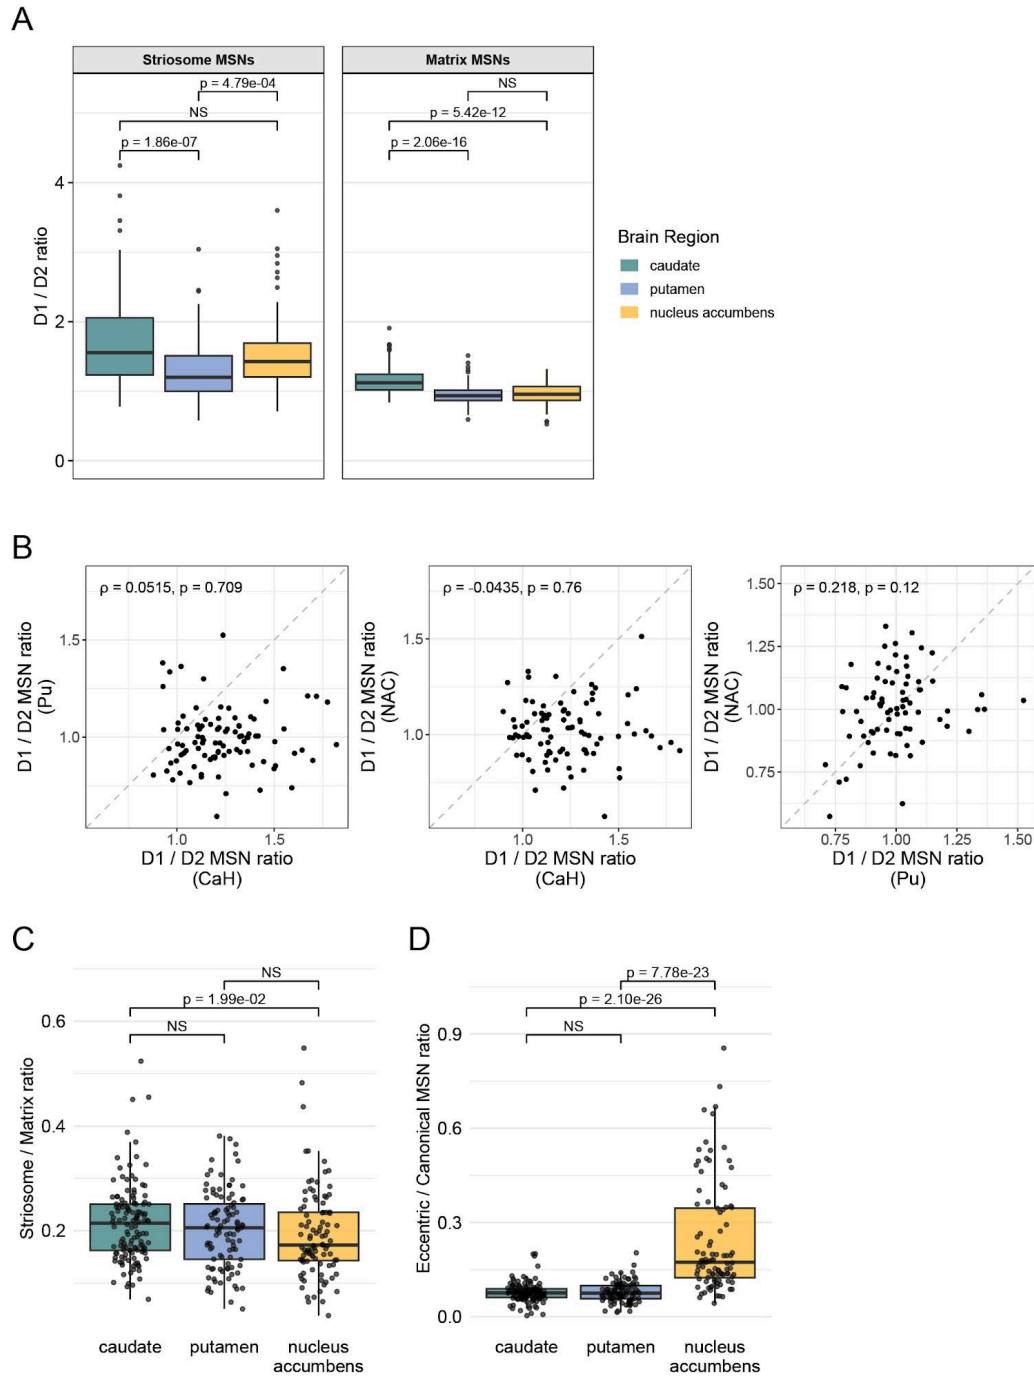 A
Striosome MSNs
Matrix MSNs
p = 4.79e-04
NS
p = 1.86e-07
NS
p = 5.42e-12
p = 2.06e-16
D1 / D2 ratio
4
2
0
Brain Region
caudate
putamen
nucleus accumbens
B
ρ = 0.0515, p = 0.709
D1 / D2 MSN ratio
(Pu)
1.5
1.0
1.0
1.5
D1 / D2 MSN ratio
(CaH)
ρ = -0.0435, p = 0.76
D1 / D2 MSN ratio
(NAC)
1.5
1.0
1.0
1.5
D1 / D2 MSN ratio
(CaH)
ρ = 0.218, p = 0.12
D1 / D2 MSN ratio
(NAC)
1.50
1.25
1.00
0.75
0.75
1.00
1.25
1.50
D1 / D2 MSN ratio
(Pu)
C
NS
p = 1.99e-02
NS
Striosome / Matrix ratio
0.6
0.4
0.2
caudate
putamen
nucleus
accumbens
D
p = 7.78e-23
p = 2.10e-26
NS
Eccentric / Canonical MSN ratio
0.9
0.6
0.3
0.0
caudate
putamen
nucleus
accumbens